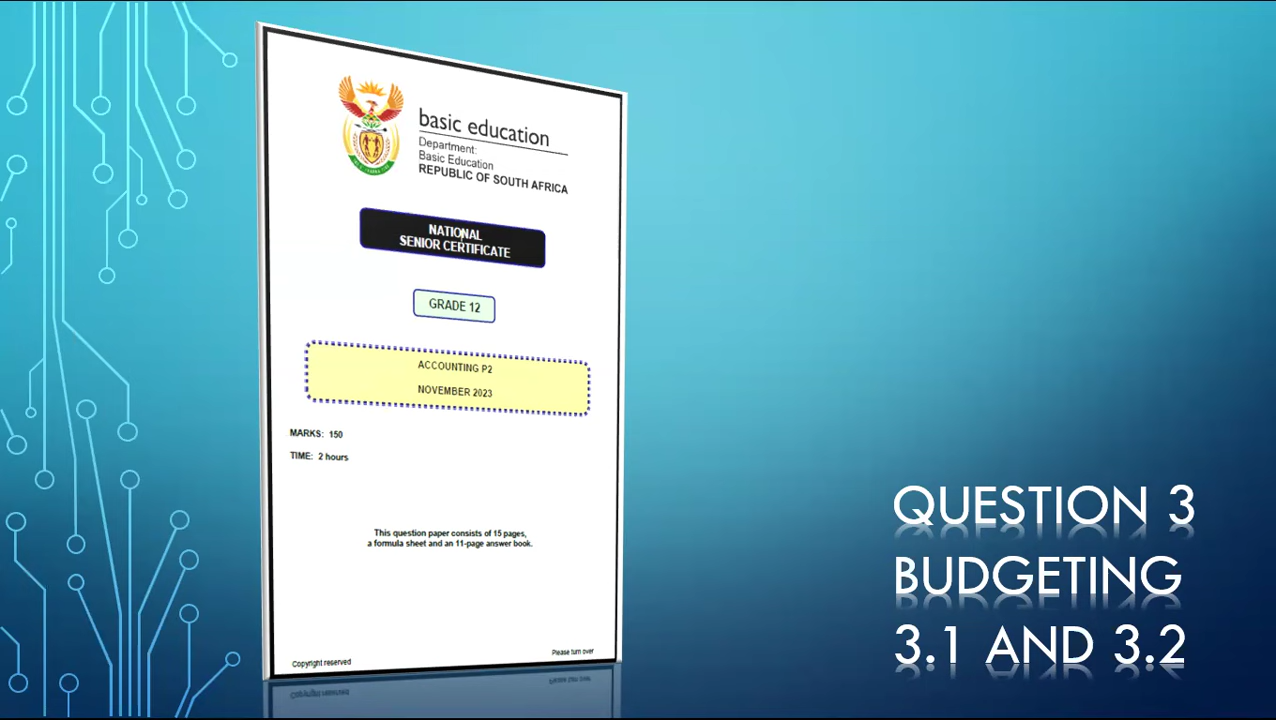 basic education
Department:
Basic Education
REPUBLIC OF SOUTH AFRICA
NATIONAL
SENIOR CERTIFICATE
GRADE 12
ACCOUNTING P2
NOVEMBER 2023
MARKS: 150
TIME: 2 hours
This question paper consists of 15 pages,
a formula sheet and an 11-page answer book.
Copyright reserved
Please turn over
QUESTION 3
BUDGETING
3.1 AND 3.2